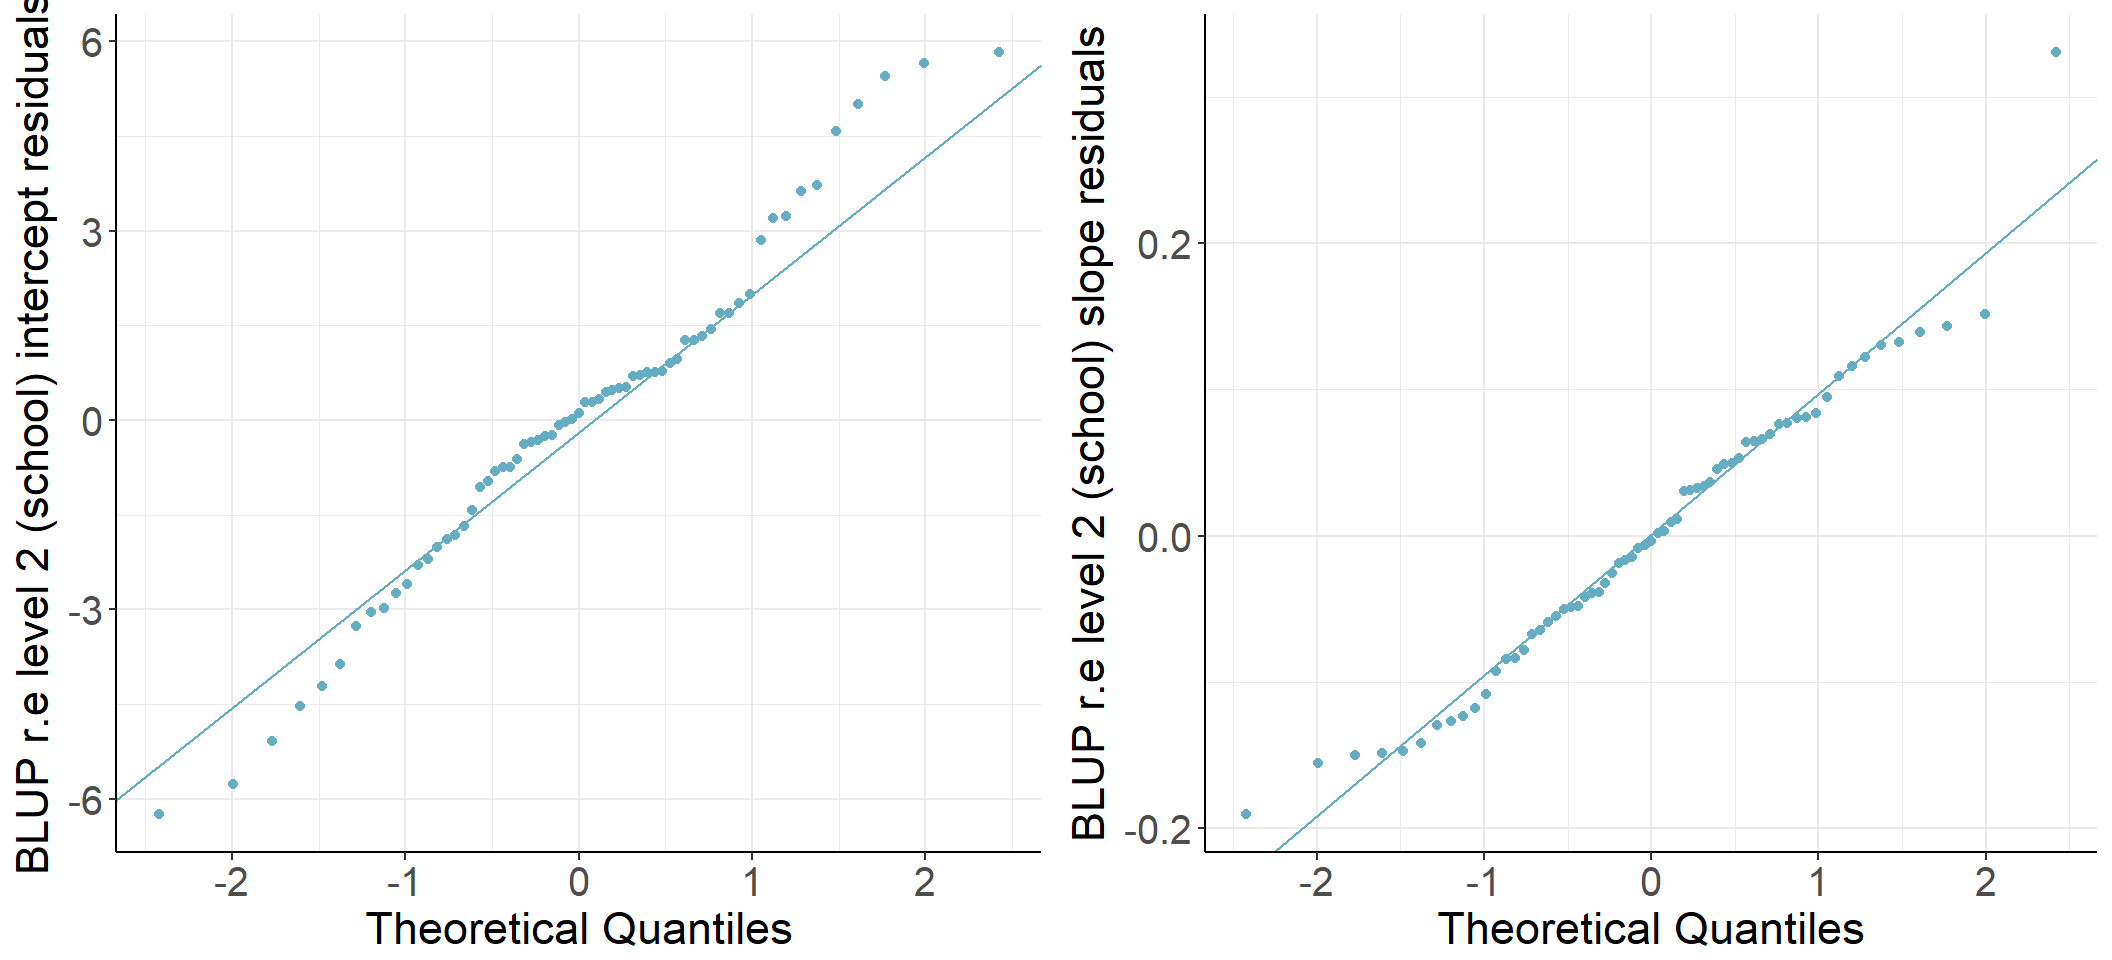 BLUP r.e level 2 (school) intercept residuals
6
3
0
-3
-6
-2 -1 0 1 2
Theoretical Quantiles
BLUP r.e level 2 (school) slope residuals
0.2
0.0
-0.2
-2 -1 0 1 2
Theoretical Quantiles